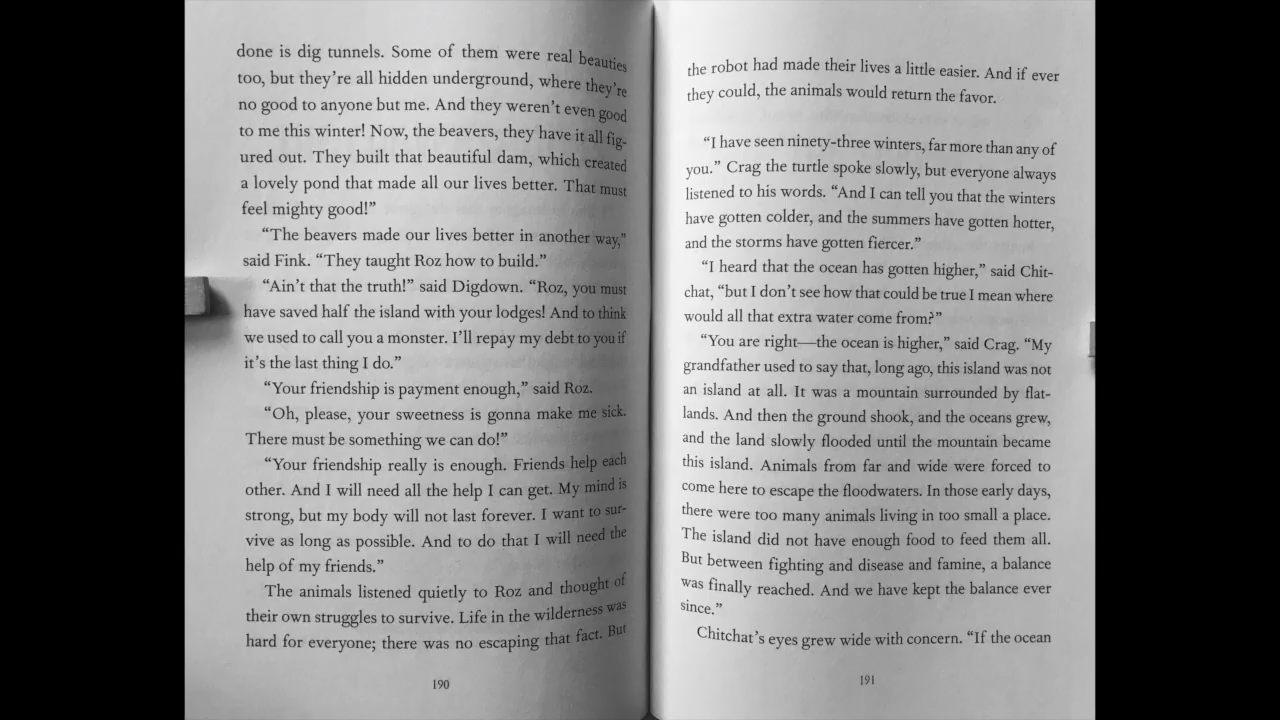 done is dig tunnels. Some of them were real beauties
too, but they're all hidden underground, where they're
no good to anyone but me. And they weren't even good
to me this winter! Now, the beavers, they have it all fig-
ured out. They built that beautiful dam, which created
a lovely pond that made all our lives better. That must
feel mighty good!”
“The beavers made our lives better in another way,”
said Fink. “They taught Roz how to build.”
“Ain't that the truth!” said Digdown. “Roz, you must
have saved half the island with your lodges! And to think
we used to call you a monster. I'll repay my debt to you if
it's the last thing I do.”
“Your friendship is payment enough,” said Roz.
“Oh, please, your sweetness is gonna make me sick.
There must be something we can do!”
“Your friendship really is enough. Friends help each
other. And I will need all the help I can get. My mind is
strong, but my body will not last forever. I want to sur-
vive as long as possible. And to do that I will need the
help of my friends.”
The animals listened quietly to Roz and thought of
their own struggles to survive. Life in the wilderness was
hard for everyone; there was no escaping that fact. But
190
the robot had made their lives a little easier. And if ever
they could, the animals would return the favor.
“I have seen ninety-three winters, far more than any of
you.” Crag the turtle spoke slowly, but everyone always
listened to his words. “And I can tell you that the winters
have gotten colder, and the summers have gotten hotter,
and the storms have gotten fiercer.”
“I heard that the ocean has gotten higher,” said Chit-
chat, “but I don't see how that could be true I mean where
would all that extra water come from?”
“You are right—the ocean is higher,” said Crag. “My
grandfather used to say that, long ago, this island was not
an island at all. It was a mountain surrounded by flat-
lands. And then the ground shook, and the oceans grew,
and the land slowly flooded until the mountain became
this island. Animals from far and wide were forced to
come here to escape the floodwaters. In those early days,
there were too many animals living in too small a place.
The island did not have enough food to feed them all.
But between fighting and disease and famine, a balance
was finally reached. And we have kept the balance ever
since.”
Chitchat's eyes grew wide with concern. “If the ocean
191